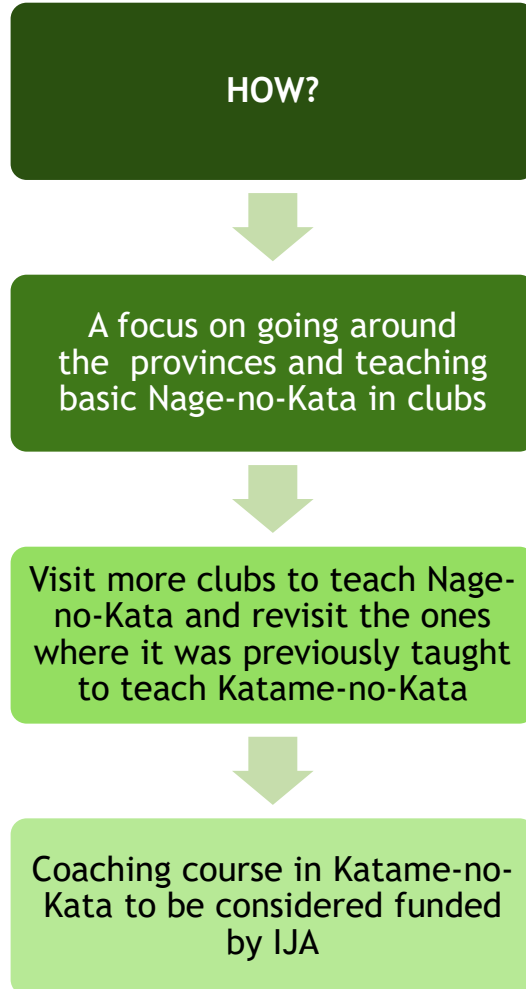 HOW?
A focus on going around
the provinces and teaching
basic Nage-no-Kata in clubs
Visit more clubs to teach Nage-
no-Kata and revisit the ones
where it was previously taught
to teach Katame-no-Kata
Coaching course in Katame-no-
Kata to be considered funded
by IJA